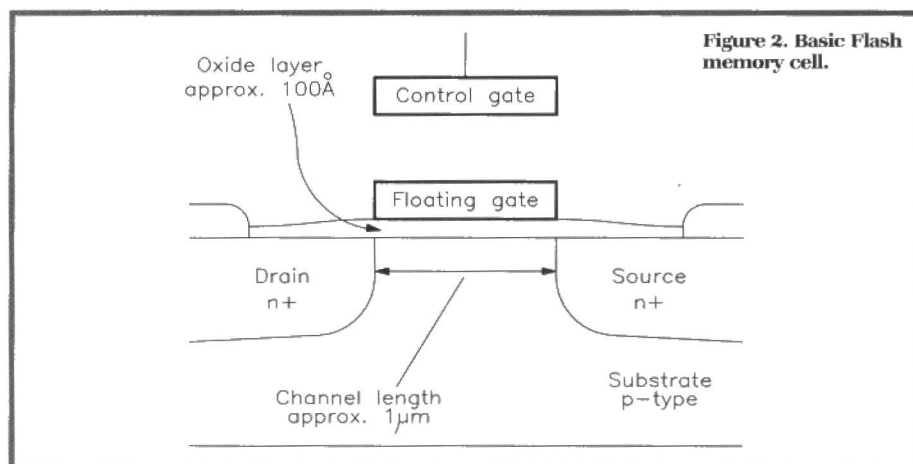 Figure 2. Basic Flash
memory cell.
Oxide layer
approx. 100Å
Control gate
Floating gate
Drain
n+
Source
n+
Channel length
approx. 1µm
Substrate
p-type